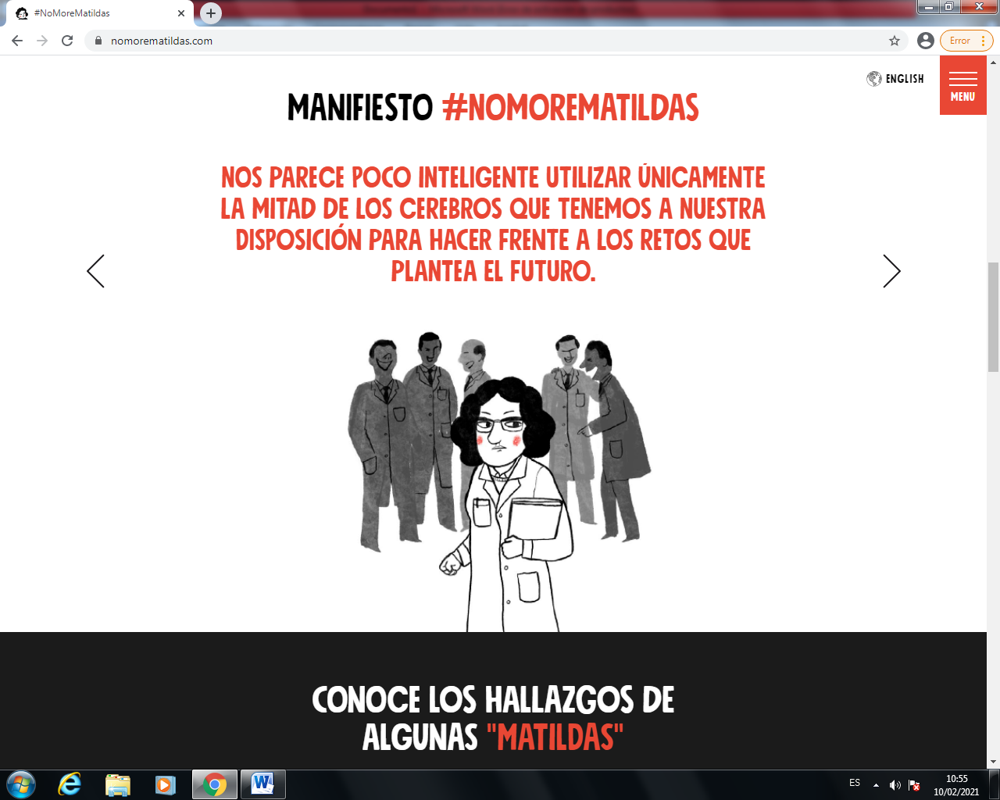 #NoMoreMatildas
nomorematildas.com
Error
ENGLISH
MENU
MANIFIESTO #NOMOREMATILDAS
NOS PARECE POCO INTELIGENTE UTILIZAR ÚNICAMENTE
LA MITAD DE LOS CEREBROS QUE TENEMOS A NUESTRA
DISPOSICIÓN PARA HACER FRENTE A LOS RETOS QUE
PLANTEA EL FUTURO.
CONOCE LOS HALLAZGOS DE
ALGUNAS "MATILDAS"
ES
10:55
10/02/2021